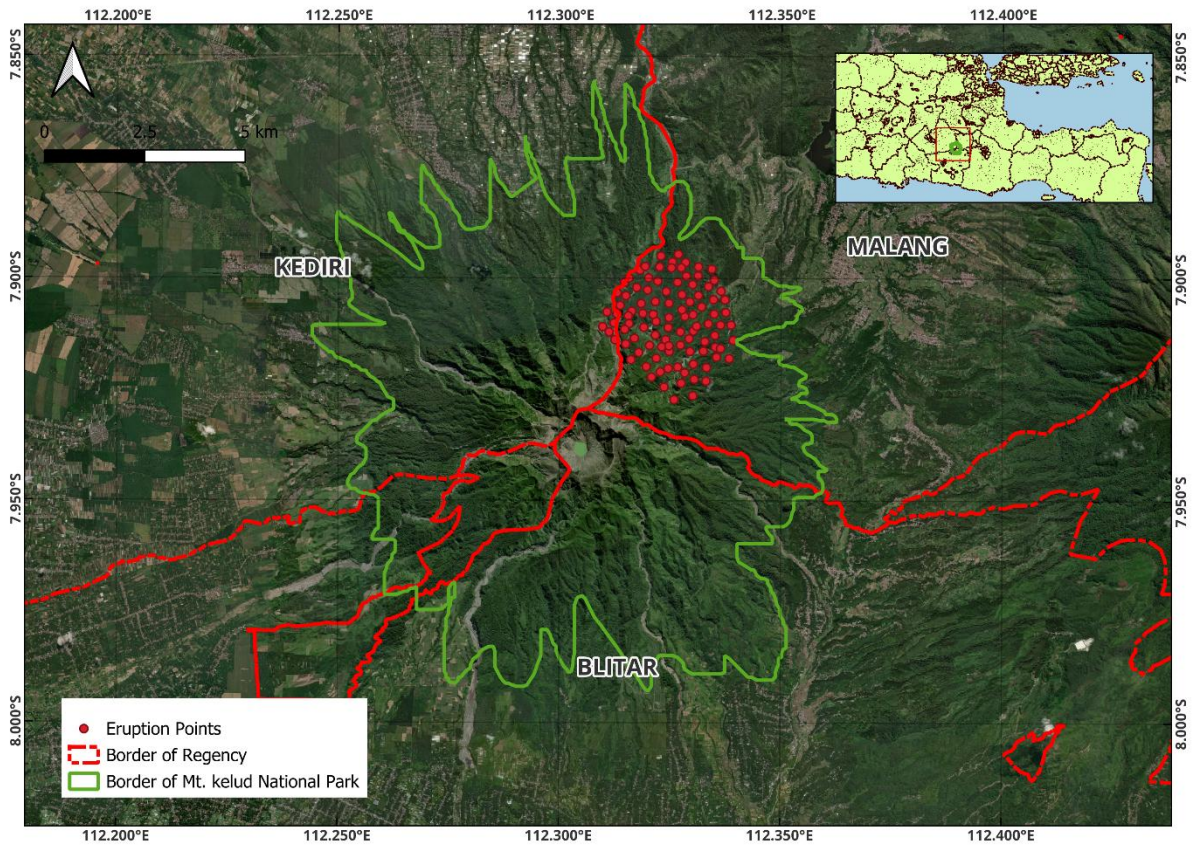 112.200°E 112.250°E 112.300°E 112.350°E 112.400°E
7.850°S 7.850°S
0 2.5 5 km
MALANG
KEDIRI
7.900°S 7.900°S
7.950°S 7.950°S
BLITAR
8.000°S 8.000°S
Eruption Points
Border of Regency
Border of Mt. kelud National Park
112.200°E 112.250°E 112.300°E 112.350°E 112.400°E